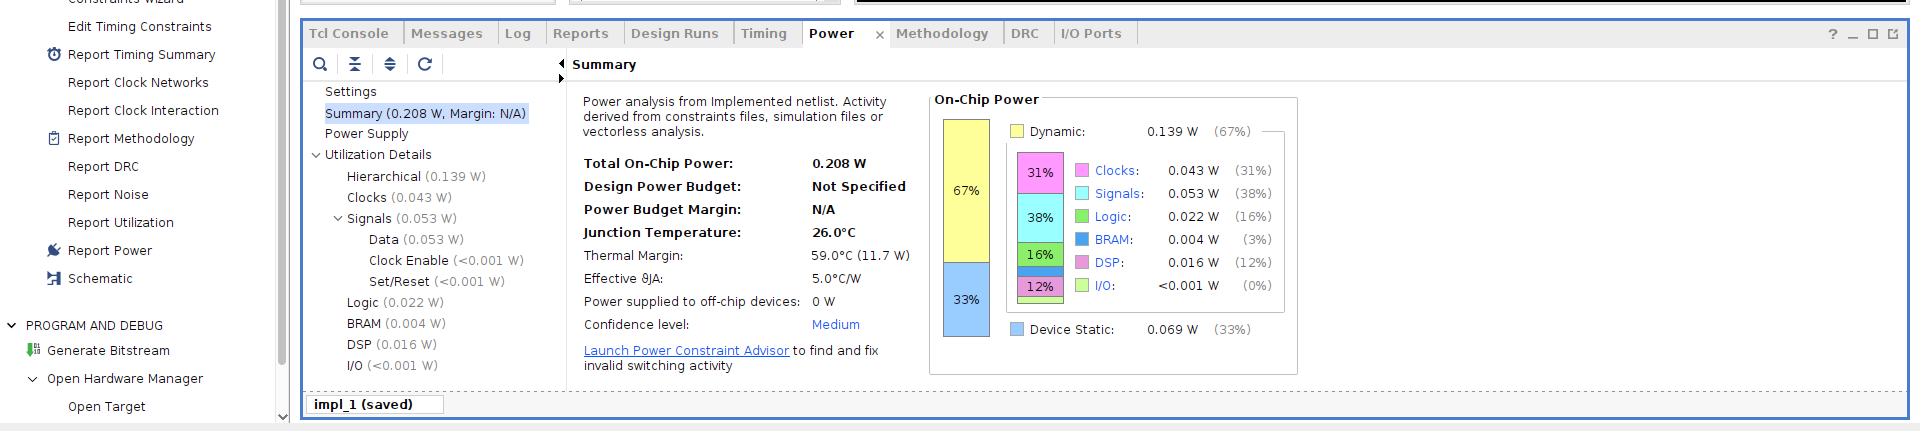 Constraints Wizard
Edit Timing Constraints
Report Timing Summary
Report Clock Networks
Report Clock Interaction
Report Methodology
Report DRC
Report Noise
Report Utilization
Report Power
Schematic
PROGRAM AND DEBUG
Generate Bitstream
Open Hardware Manager
Open Target
Tcl Console Messages Log Reports Design Runs Timing Power × Methodology DRC I/O Ports
?
Summary
Settings
Summary (0.208 W, Margin: N/A)
Power Supply
Utilization Details
Hierarchical (0.139 W)
Clocks (0.043 W)
Signals (0.053 W)
Data (0.053 W)
Clock Enable (<0.001 W)
Set/Reset (<0.001 W)
Logic (0.022 W)
BRAM (0.004 W)
DSP (0.016 W)
I/O (<0.001 W)
Power analysis from Implemented netlist. Activity
derived from constraints files, simulation files or
vectorless analysis.
Total On-Chip Power: 0.208 W
Design Power Budget: Not Specified
Power Budget Margin: N/A
Junction Temperature: 26.0°C
Thermal Margin: 59.0°C (11.7 W)
Effective ϑJA: 5.0°C/W
Power supplied to off-chip devices: 0 W
Confidence level: Medium
Launch Power Constraint Advisor to find and fix
invalid switching activity
On-Chip Power
67%
33%
Dynamic: 0.139 W (67%)
31%
38%
16%
12%
Clocks: 0.043 W (31%)
Signals: 0.053 W (38%)
Logic: 0.022 W (16%)
BRAM: 0.004 W (3%)
DSP: 0.016 W (12%)
I/O: <0.001 W (0%)
Device Static: 0.069 W (33%)
impl_1 (saved)